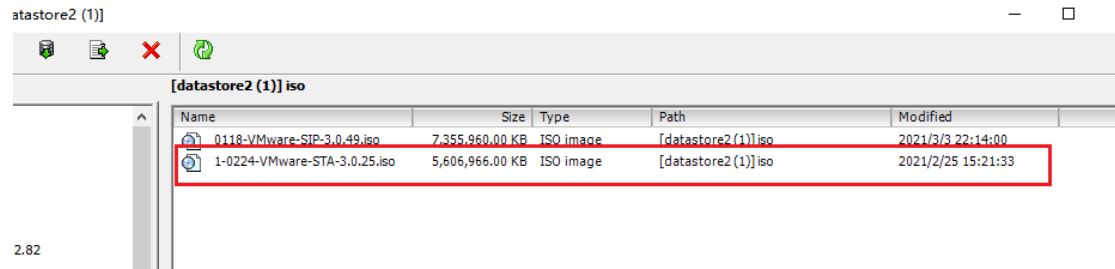 atastore2 (1)]
[datastore2 (1)] iso
Name Size Type Path Modified
0118-VMware-SIP-3.0.49.iso 7,355,960.00 KB ISO image [datastore2 (1)] iso 2021/3/3 22:14:00
1-0224-VMware-STA-3.0.25.iso 5,606,966.00 KB ISO image [datastore2 (1)] iso 2021/2/25 15:21:33
2.82